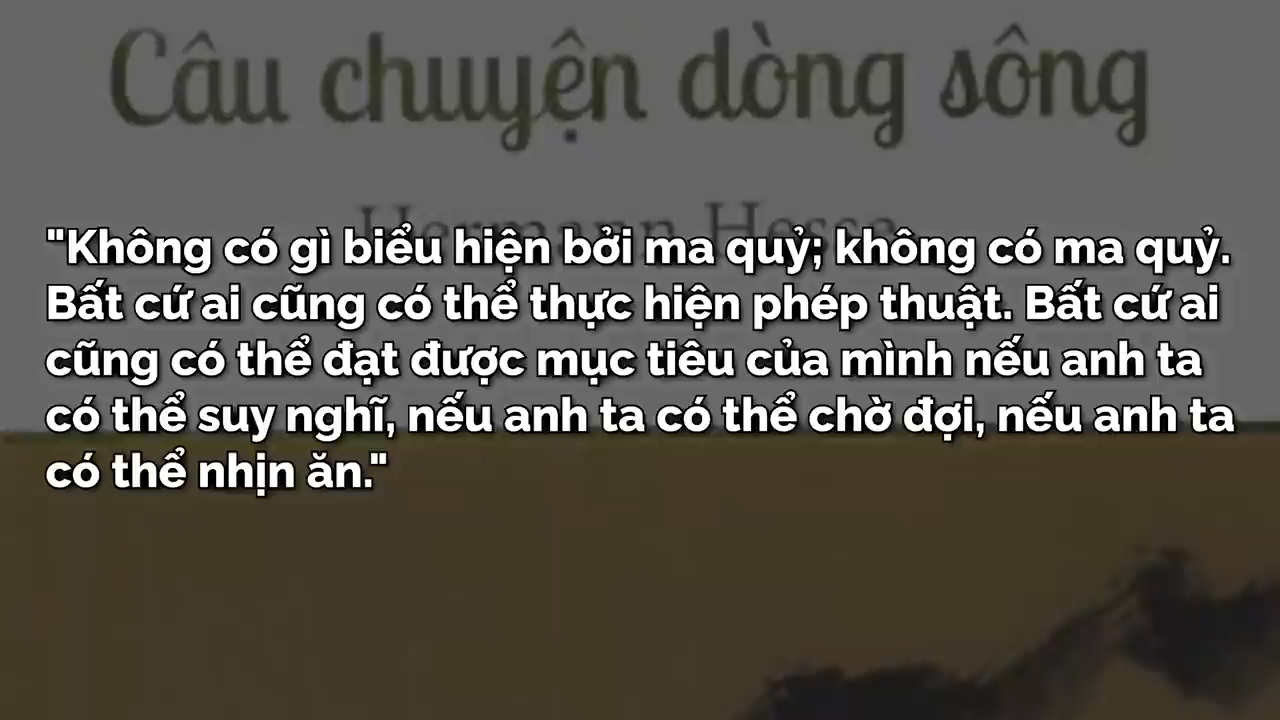 Câu chuyện dòng sông
Hermann Hesse
"Không có gì biểu hiện bởi ma quỷ; không có ma quỷ.
Bất cứ ai cũng có thể thực hiện phép thuật. Bất cứ ai
cũng có thể đạt được mục tiêu của mình nếu anh ta
có thể suy nghĩ, nếu anh ta có thể chờ đợi, nếu anh ta
có thể nhịn ăn."